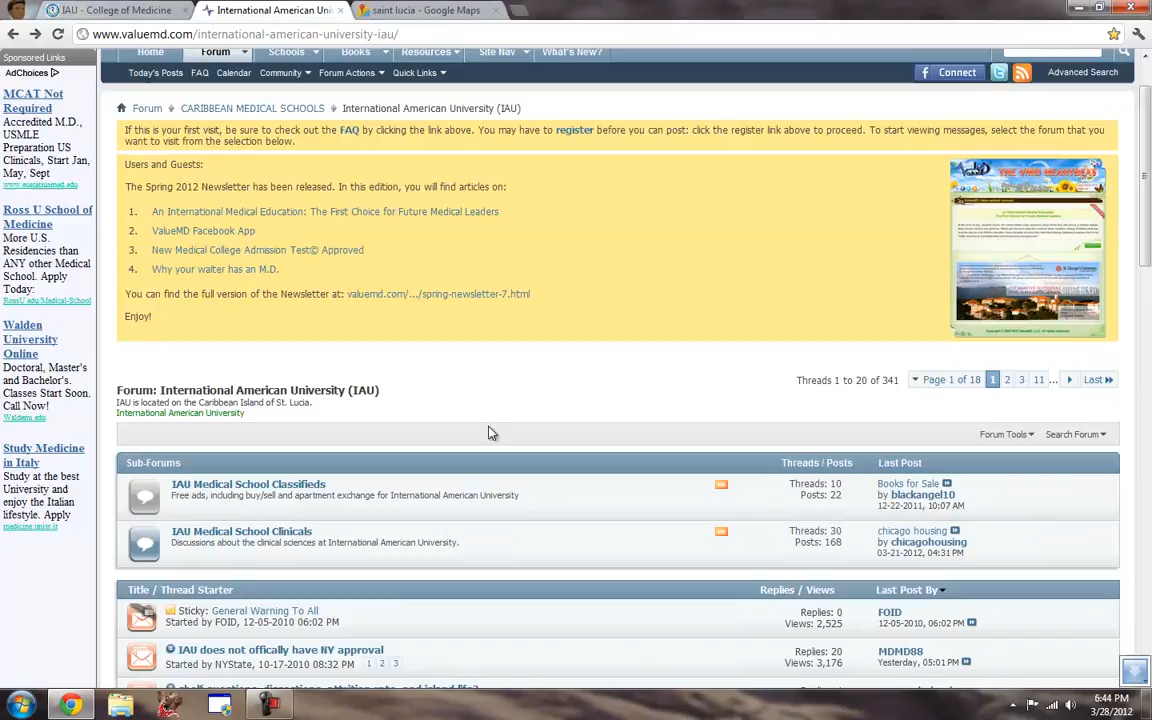 IAU - College of Medicine
International American Uni
saint lucia - Google Maps
www.valuemd.com/international-american-university-iau/
Sponsored Links
AdChoices
MCAT Not
Required
Accredited M.D.,
USMLE
Preparation US
Clinicals, Start Jan,
May, Sept
Ross U School of
Medicine
More U.S.
Residencies than
ANY other Medical
School. Apply
Today:
RossU.edu/Medical-School
Walden
University
Online
Doctoral, Master's
and Bachelor's.
Classes Start Soon.
Call Now!
Waldenu.edu
Study Medicine
in Italy
Study at the best
University and
enjoy the Italian
lifestyle. Apply
medicine.unisr.it
Home Forum Schools Books Resources Site Nav What's New?
Today's Posts FAQ Calendar Community Forum Actions Quick Links
f Connect Advanced Search
Forum CARIBBEAN MEDICAL SCHOOLS International American University (IAU)
If this is your first visit, be sure to check out the FAQ by clicking the link above. You may have to register before you can post: click the register link above to proceed. To start viewing messages, select the forum that you
want to visit from the selection below.
Users and Guests:
The Spring 2012 Newsletter has been released. In this edition, you will find articles on:
1. An International Medical Education: The First Choice for Future Medical Leaders
2. ValueMD Facebook App
3. New Medical College Admission Test© Approved
4. Why your waiter has an M.D.
You can find the full version of the Newsletter at: valuemd.com/.../spring-newsletter-7.html
Enjoy!
Threads 1 to 20 of 341 Page 1 of 18 1 2 3 11 ... Last
Forum: International American University (IAU)
IAU is located on the Caribbean Island of St. Lucia.
International American University
Forum Tools Search Forum
Sub-Forums Threads / Posts Last Post
IAU Medical School Classifieds
Free ads, including buy/sell and apartment exchange for International American University
Threads: 10
Posts: 22
Books for Sale
by blackangel10
12-22-2011, 10:07 AM
IAU Medical School Clinicals
Discussions about the clinical sciences at International American University.
Threads: 30
Posts: 168
chicago housing
by chicagohousing
03-21-2012, 04:31 PM
Title / Thread Starter Replies / Views Last Post By
Sticky: General Warning To All
Started by FOID, 12-05-2010 06:02 PM
Replies: 0
Views: 2,525
FOID
12-05-2010, 06:02 PM
IAU does not offically have NY approval
Started by NYState, 10-17-2010 08:32 PM 1 2 3
Replies: 20
Views: 3,176
MDMD88
Yesterday, 05:01 PM
6:44 PM
3/28/2012